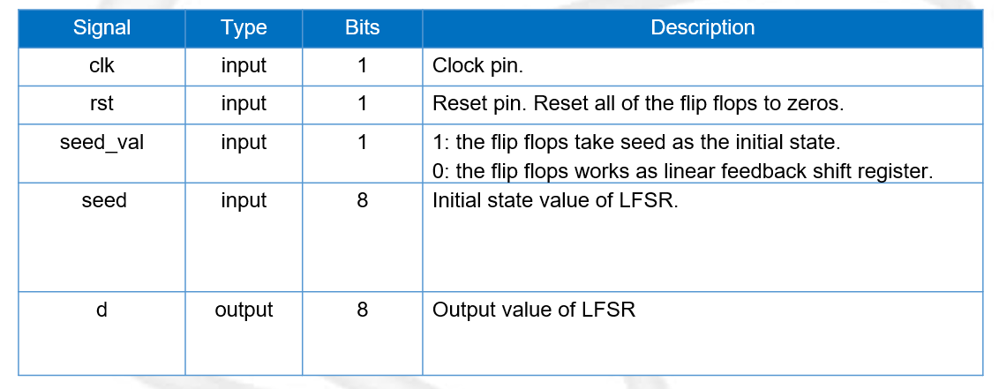 Signal Type Bits Description
clk input 1 Clock pin.
rst input 1 Reset pin. Reset all of the flip flops to zeros.
seed_val input 1 1: the flip flops take seed as the initial state.
0: the flip flops works as linear feedback shift register.
seed input 8 Initial state value of LFSR.
d output 8 Output value of LFSR